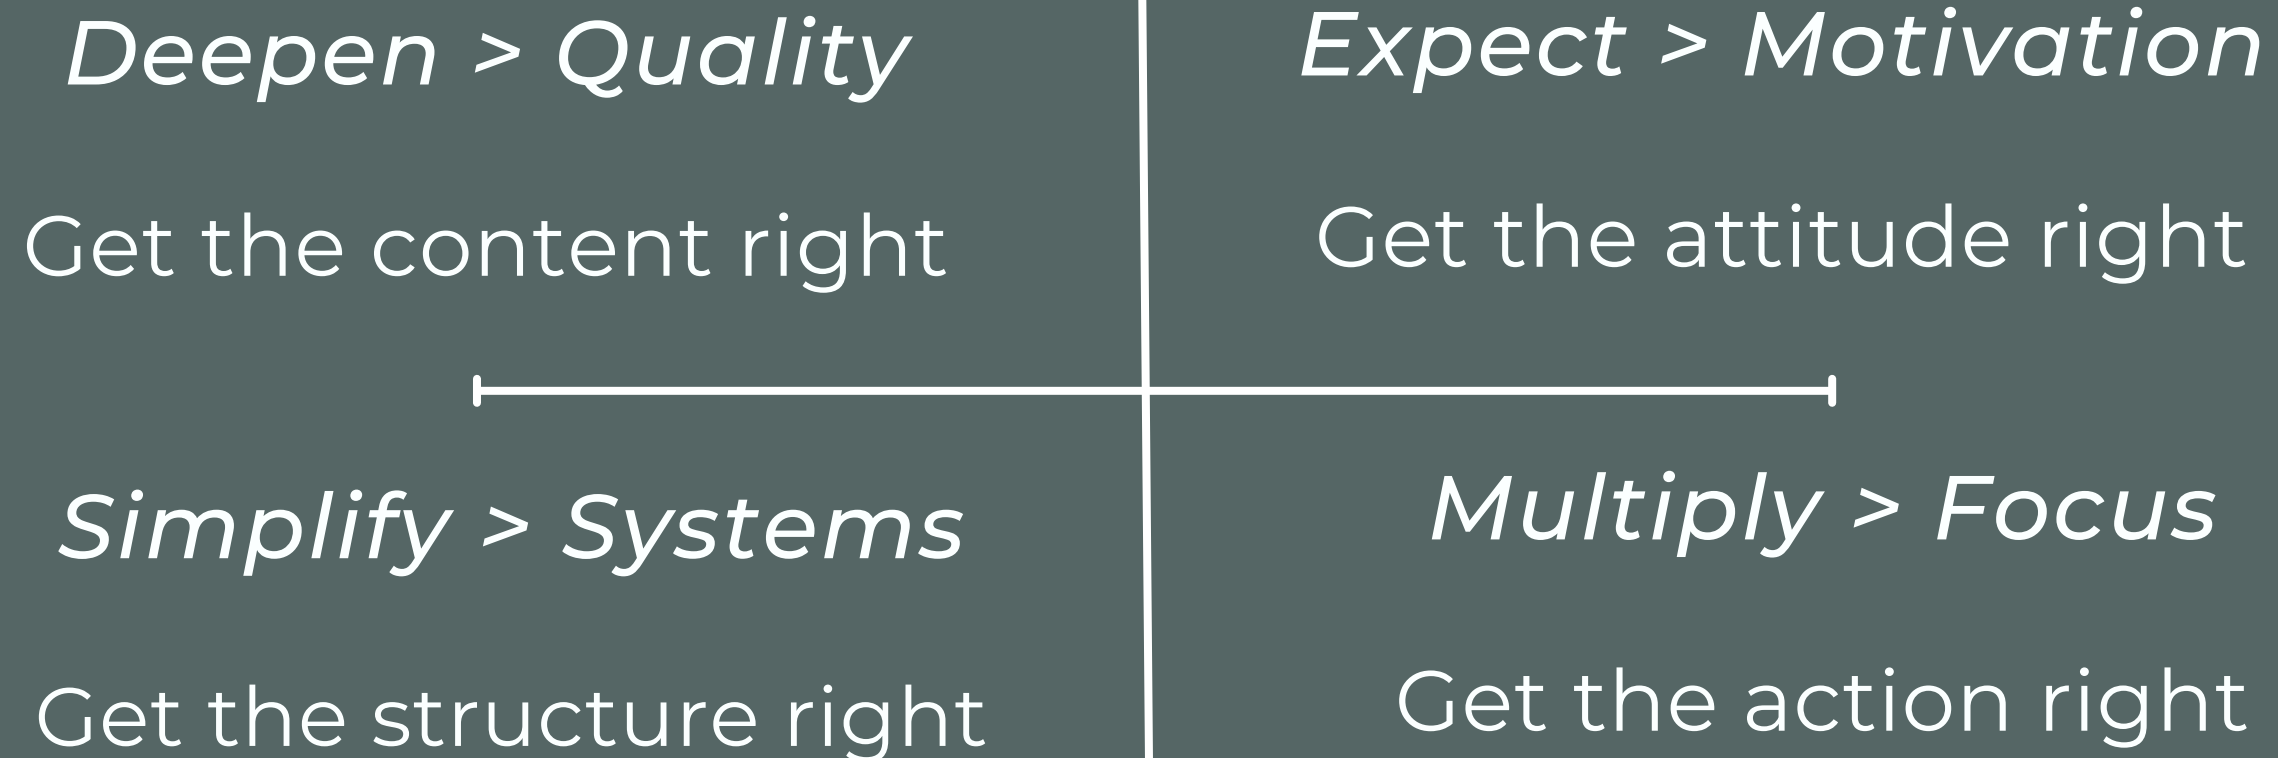 Deepen > Quality
Get the content right
Expect > Motivation
Get the attitude right
Simplify > Systems
Get the structure right
Multiply > Focus
Get the action right